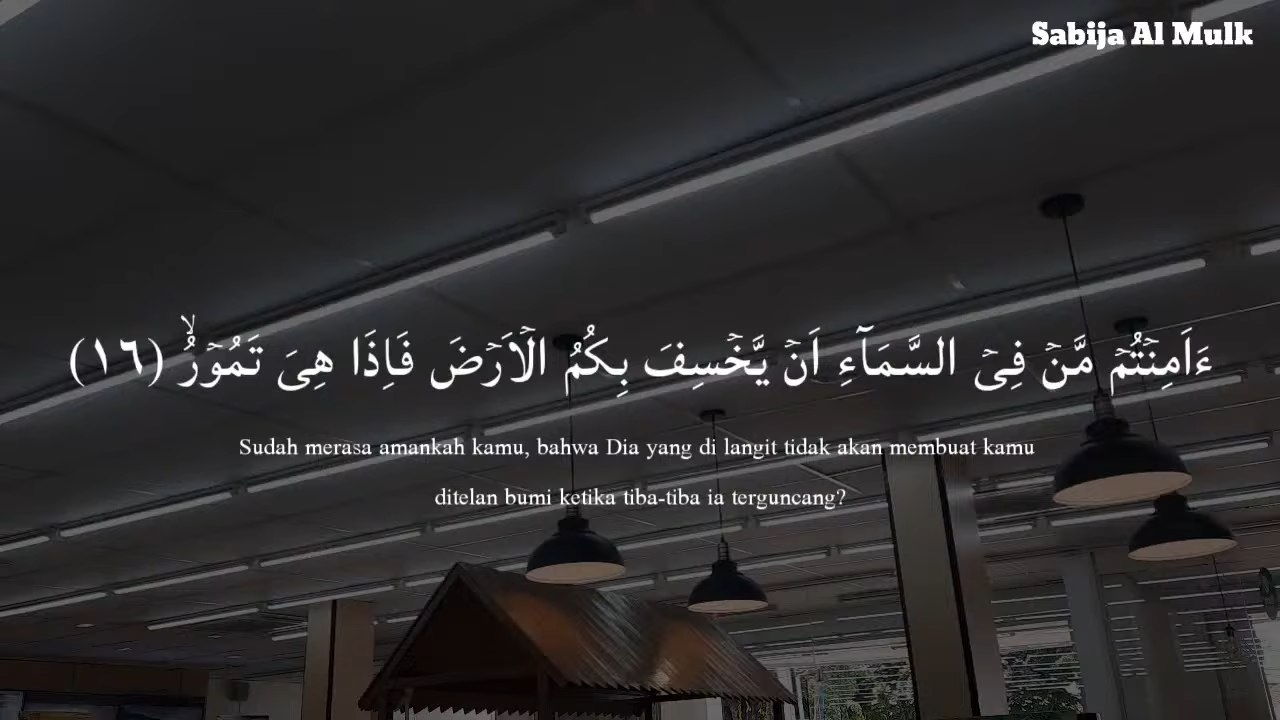 Sabija Al Mulk
ءَاَمِنۡتُمۡ مَّنۡ فِىۡ السَّمَآءِ اَنۡ يَّخۡسِفَ بِكُمُ الۡاَرۡضَ فَاِذَا هِىَ تَمُوۡرُۙ‏ (١٦)
Sudah merasa amankah kamu, bahwa Dia yang di langit tidak akan membuat kamu
ditelan bumi ketika tiba-tiba ia terguncang?